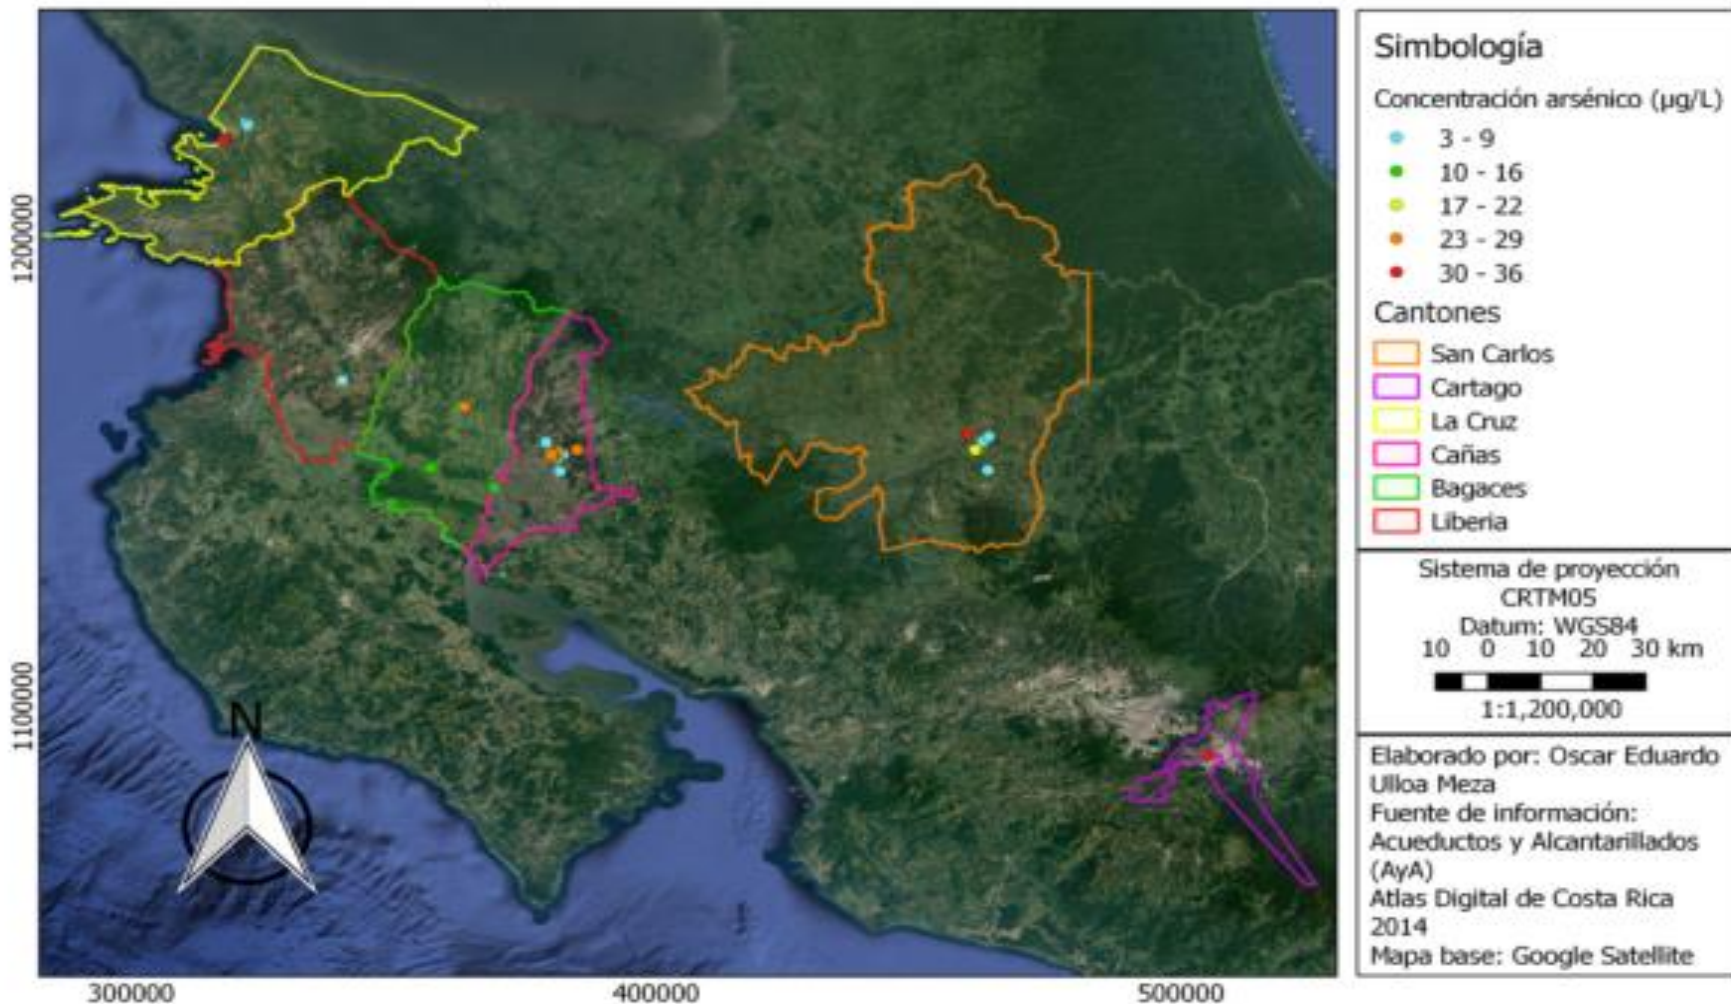 Simbología
Concentración arsénico (µg/L)
3 - 9
10 - 16
17 - 22
23 - 29
30 - 36
Cantones
San Carlos
Cartago
La Cruz
Cañas
Bagaces
Liberia
Sistema de proyección
CRTM05
Datum: WGS84
10 0 10 20 30 km
1:1,200,000
Elaborado por: Oscar Eduardo
Ulloa Meza
Fuente de información:
Acueductos y Alcantarillados
(AyA)
Atlas Digital de Costa Rica
2014
Mapa base: Google Satellite
1200000
1100000
N
300000 400000 500000